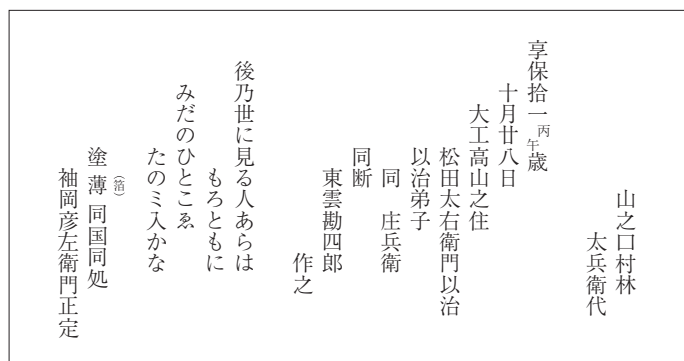 山之口村林
太兵衛代
享保拾一丙午歳
十月廿八日
大工高山之住
松田太右衛門以治
以治弟子
同 庄兵衛
同断
東雲勘四郎
作之
後乃世に見る人あらは
もろともに
みだのひとこゑ
たのミ入かな
塗薄(箔)同国同処
袖岡彦左衛門正定